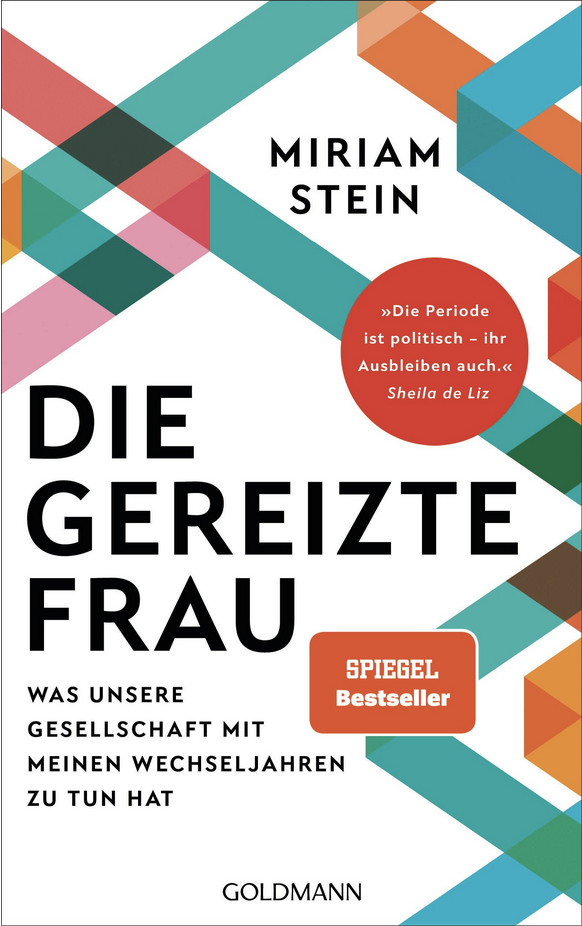 MIRIAM
STEIN
»Die Periode
ist politisch – ihr
Ausbleiben auch.«
Sheila de Liz
DIE
GEREIZTE
FRAU
SPIEGEL
Bestseller
WAS UNSERE
GESELLSCHAFT MIT
MEINEN WECHSELJAHREN
ZU TUN HAT
GOLDMANN